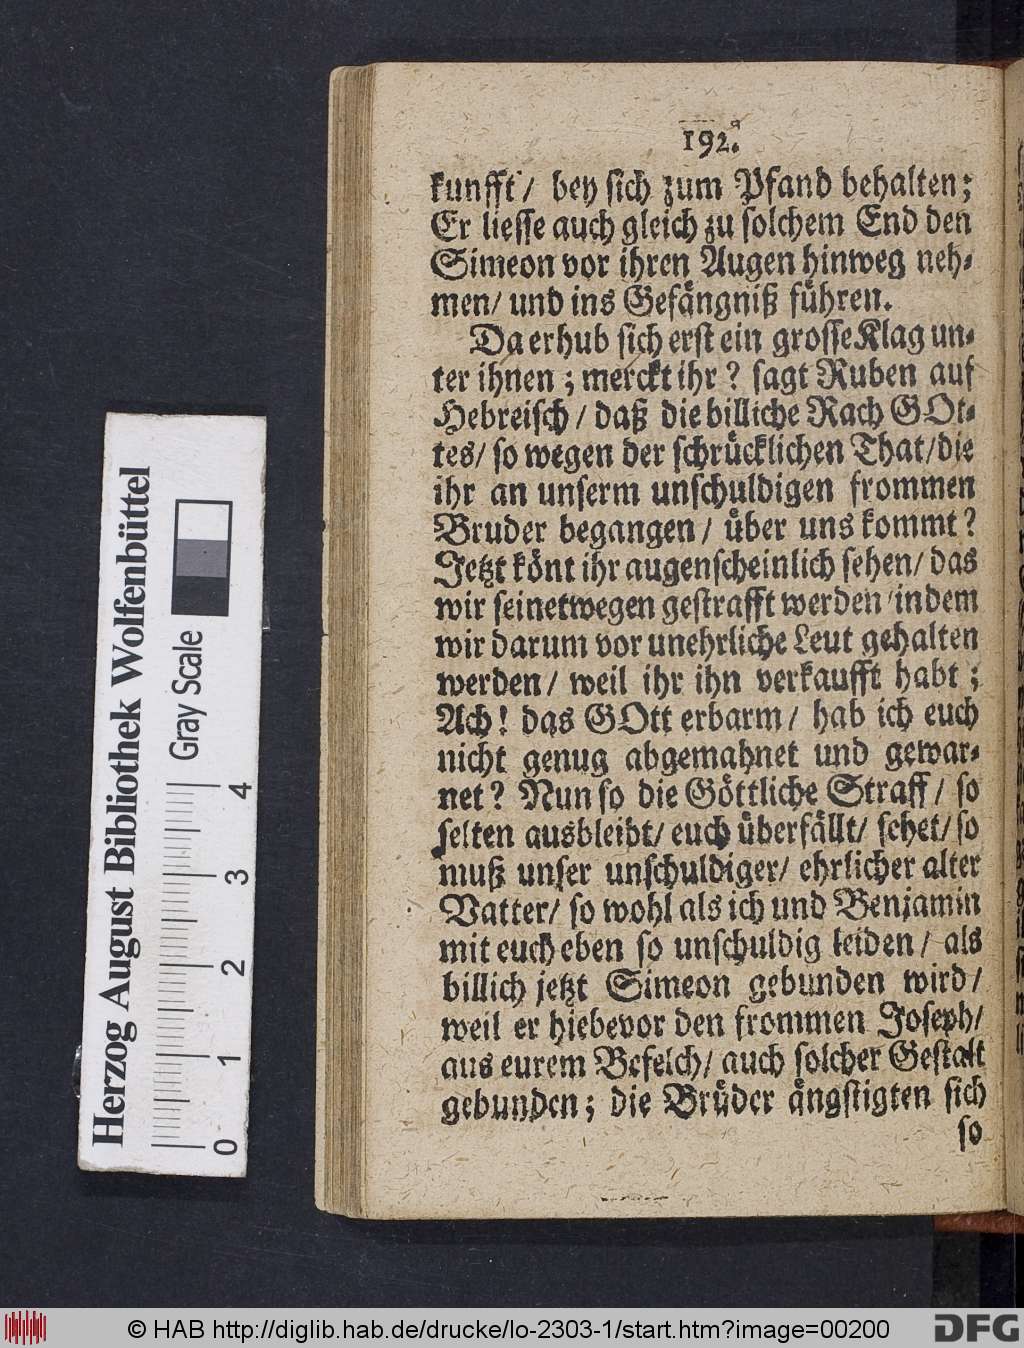 192.
kunfft/ bey sich zum Pfand behalten;
Er liesse auch gleich zu solchem End den
Simeon vor ihren Augen hinweg neh-
men/ und ins Gefängniß führen.
Da erhub sich erst ein grosse Klag un-
ter ihnen; merckt ihr? sagt Ruben auf
Hebreisch/ daß die billiche Rach GOt-
tes/ so wegen der schrücklichen That/ die
ihr an unserm unschuldigen frommen
Bruder begangen/ über uns kommt?
Jetzt könt ihr augenscheinlich sehen/ das
wir seinetwegen gestrafft werden/ indem
wir darum vor unehrliche Leut gehalten
werden/ weil ihr ihn verkaufft habt;
Ach! das GOtt erbarm/ hab ich euch
nicht genug abgemahnet und gewar-
net? Nun so die Göttliche Straff/ so
selten ausbleibt/ euch überfällt/ sehet/ so
muß unser unschuldiger/ ehrlicher alter
Vatter/ so wohl als ich und Benjamin
mit euch eben so unschuldig leiden/ als
billich jetzt Simeon gebunden wird/
weil er hiebevor den frommen Joseph/
aus eurem Befelch/ auch solcher Gestalt
gebunden; die Brüder ängstigten sich
so
Herzog August Bibliothek Wolfenbüttel
Gray Scale
0 1 2 3 4
© HAB http://diglib.hab.de/drucke/lo-2303-1/start.htm?image=00200
DFG